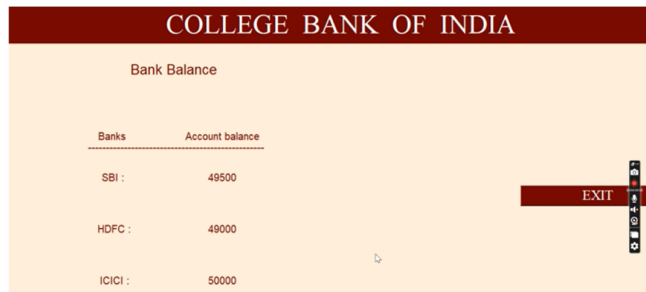 COLLEGE BANK OF INDIA
Bank Balance
Banks Account balance
SBI : 49500
EXIT
HDFC : 49000
ICICI : 50000